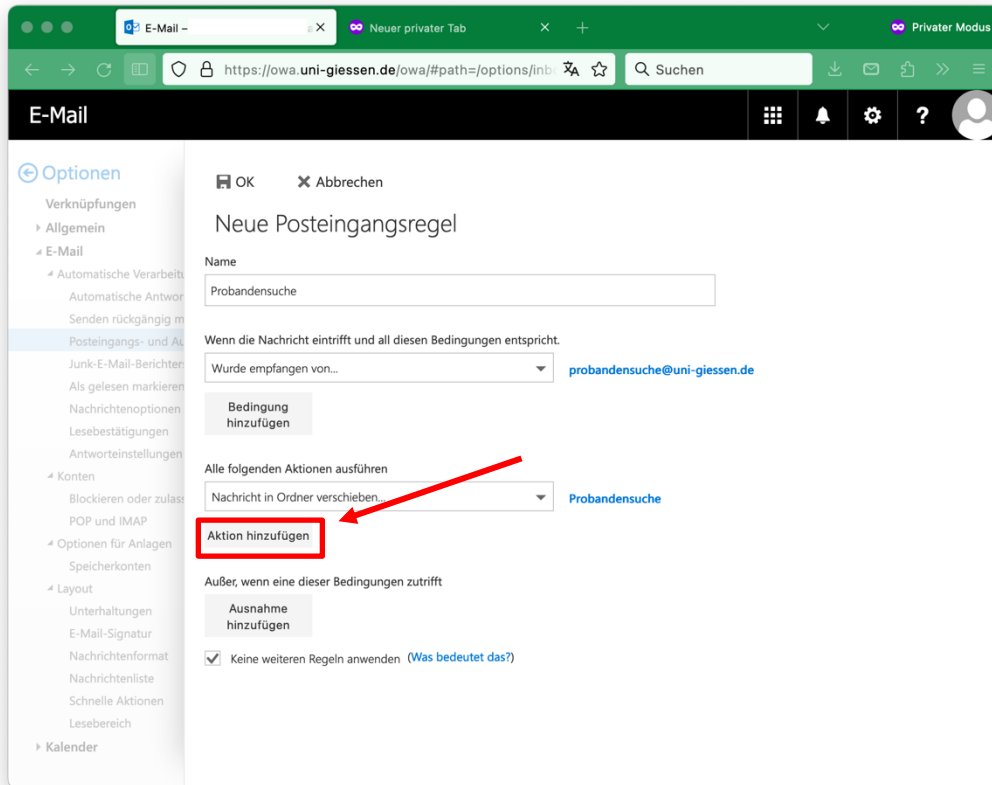 E-Mail –
Neuer privater Tab
Privater Modus
https://owa.uni-giessen.de/owa/#path=/options/inb
Suchen
E-Mail
Optionen
Verknüpfungen
Allgemein
E-Mail
Automatische Verarbeitu
Automatische Antwor
Senden rückgängig m
Posteingangs- und Au
Junk-E-Mail-Berichters
Als gelesen markieren
Nachrichtenoptionen
Lesebestätigungen
Antworteinstellungen
Konten
Blockieren oder zulass
POP und IMAP
Optionen für Anlagen
Speicherkonten
Layout
Unterhaltungen
E-Mail-Signatur
Nachrichtenformat
Nachrichtenliste
Schnelle Aktionen
Lesebereich
Kalender
OK Abbrechen
Neue Posteingangsregel
Name
Probandensuche
Wenn die Nachricht eintrifft und all diesen Bedingungen entspricht.
Wurde empfangen von... probandensuche@uni-giessen.de
Bedingung
hinzufügen
Alle folgenden Aktionen ausführen
Nachricht in Ordner verschieben... Probandensuche
Aktion hinzufügen
Außer, wenn eine dieser Bedingungen zutrifft
Ausnahme
hinzufügen
Keine weiteren Regeln anwenden (Was bedeutet das?)